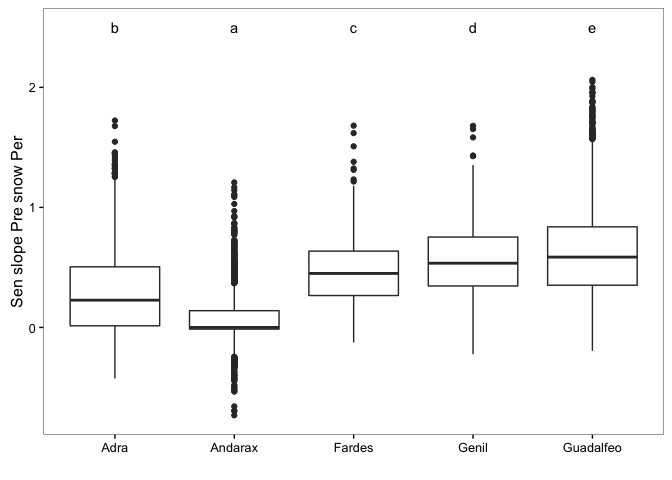 b a c d e
2
1
0
Sen slope Pre snow Per
Adra Andarax Fardes Genil Guadalfeo